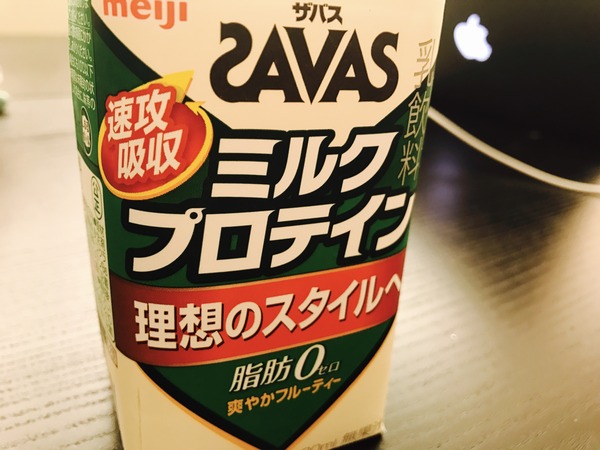 meiji
ザバス
SAVAS
乳飲料
速攻
吸収
ミルク
プロテイン
理想のスタイルへ
脂肪0ゼロ
爽やかフルーティー